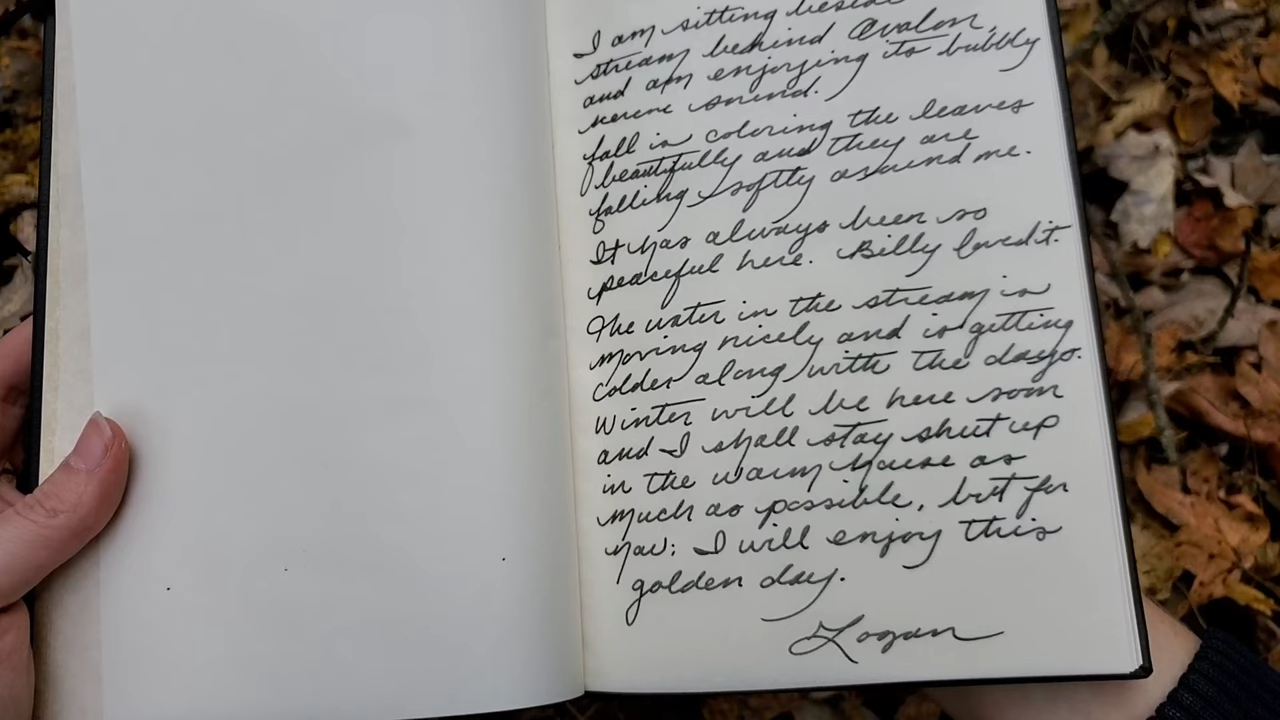 I am sitting beside
stream behind Avalon,
and am enjoying its bubbly
serene sound.
fall is coloring the leaves
beautifully and they are
falling softly around me.
It has always been so
peaceful here. Billy loved it.
The water in the stream is
moving nicely and is getting
colder along with the days.
Winter will be here soon
and I shall stay shut up
in the warm house as
much as possible, but for
now: I will enjoy this
golden day.
Logan